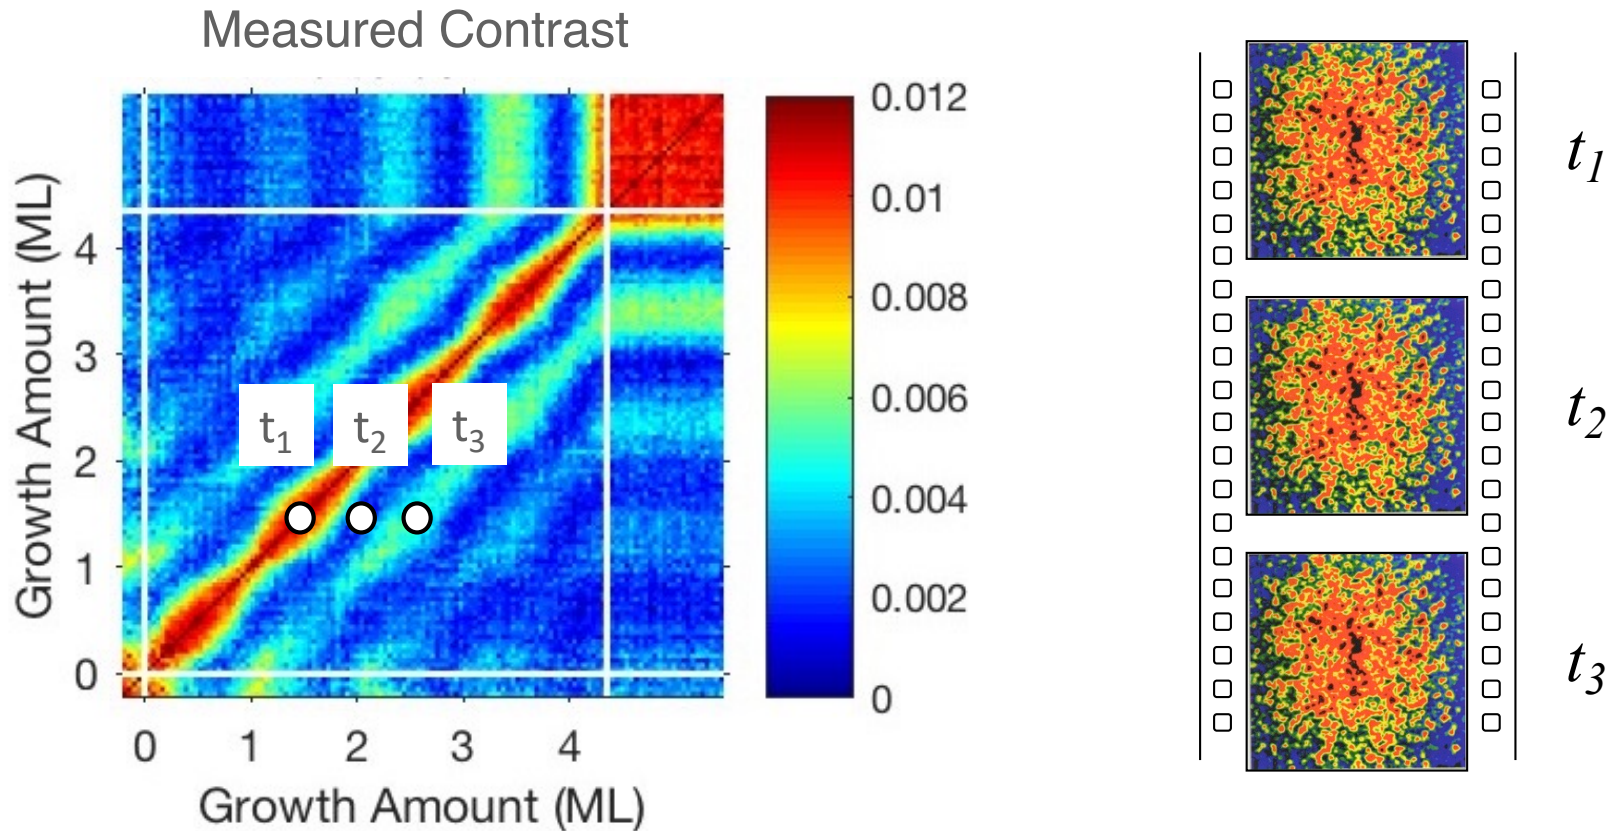 Measured Contrast
Growth Amount (ML)
4
3
2
1
0
t1
t2
t3
0 1 2 3 4
Growth Amount (ML)
0.012
0.01
0.008
0.006
0.004
0.002
0
t1
t2
t3